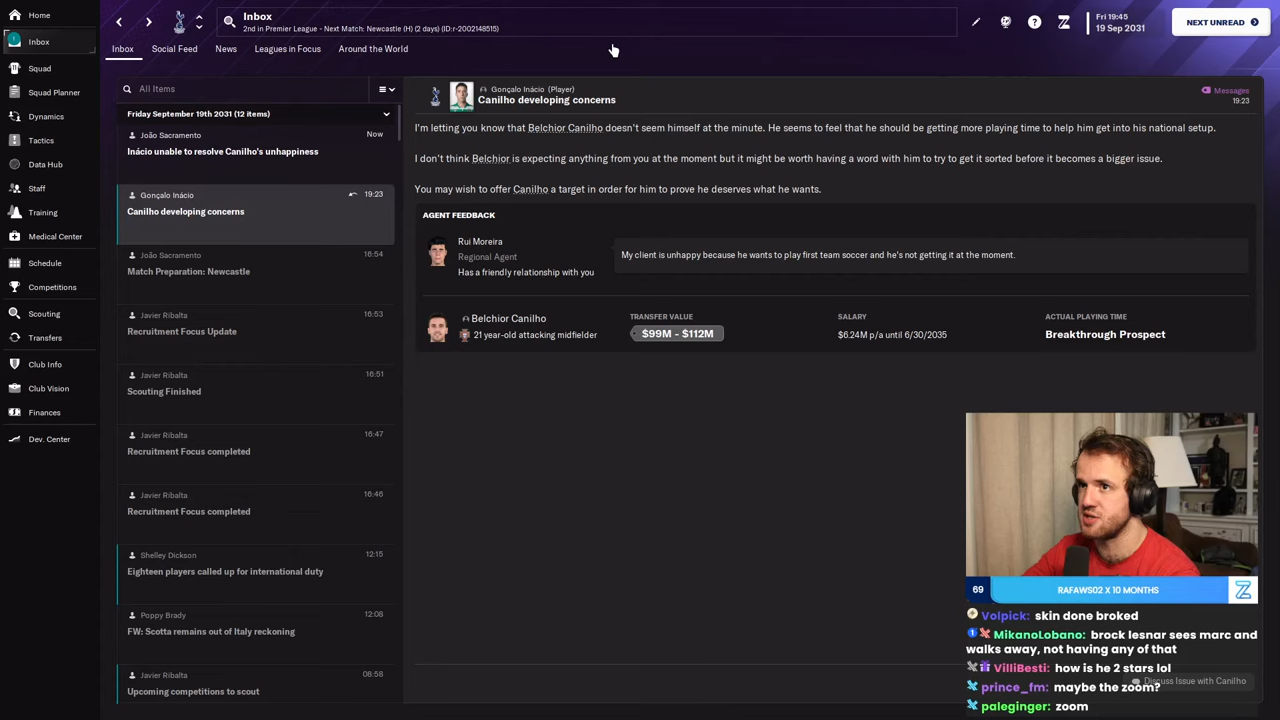 Home
Inbox
Squad
Squad Planner
Dynamics
Tactics
Data Hub
Staff
Training
Medical Center
Schedule
Competitions
Scouting
Transfers
Club Info
Club Vision
Finances
Dev. Center
Inbox
2nd in Premier League - Next Match: Newcastle (H) (2 days) (ID:r-2002148515)
Fri 19:45
19 Sep 2031
NEXT UNREAD
Inbox
Social Feed
News
Leagues in Focus
Around the World
All Items
Friday September 19th 2031 (12 items)
João Sacramento
Now
Inácio unable to resolve Canilho's unhappiness
Gonçalo Inácio
19:23
Canilho developing concerns
João Sacramento
16:54
Match Preparation: Newcastle
Javier Ribalta
16:53
Recruitment Focus Update
Javier Ribalta
16:51
Scouting Finished
Javier Ribalta
16:47
Recruitment Focus completed
Javier Ribalta
16:46
Recruitment Focus completed
Shelley Dickson
12:15
Eighteen players called up for international duty
Poppy Brady
12:08
FW: Scotta remains out of Italy reckoning
Javier Ribalta
08:58
Upcoming competitions to scout
Gonçalo Inácio (Player)
Canilho developing concerns
Messages
19:23
I'm letting you know that Belchior Canilho doesn't seem himself at the minute. He seems to feel that he should be getting more playing time to help him get into his national setup.
I don't think Belchior is expecting anything from you at the moment but it might be worth having a word with him to try to get it sorted before it becomes a bigger issue.
You may wish to offer Canilho a target in order for him to prove he deserves what he wants.
AGENT FEEDBACK
Rui Moreira
Regional Agent
Has a friendly relationship with you
My client is unhappy because he wants to play first team soccer and he's not getting it at the moment.
Belchior Canilho
21 year-old attacking midfielder
TRANSFER VALUE
$99M - $112M
SALARY
$6.24M p/a until 6/30/2035
ACTUAL PLAYING TIME
Breakthrough Prospect
69
RAFAWS02 X 10 MONTHS
Volpick: skin done broked
MikanoLobano: brock lesnar sees marc and
walks away, not having any of that
VilliBesti: how is he 2 stars lol
prince_fm: maybe the zoom?
Discuss Issue with Canilho
paleginger: zoom